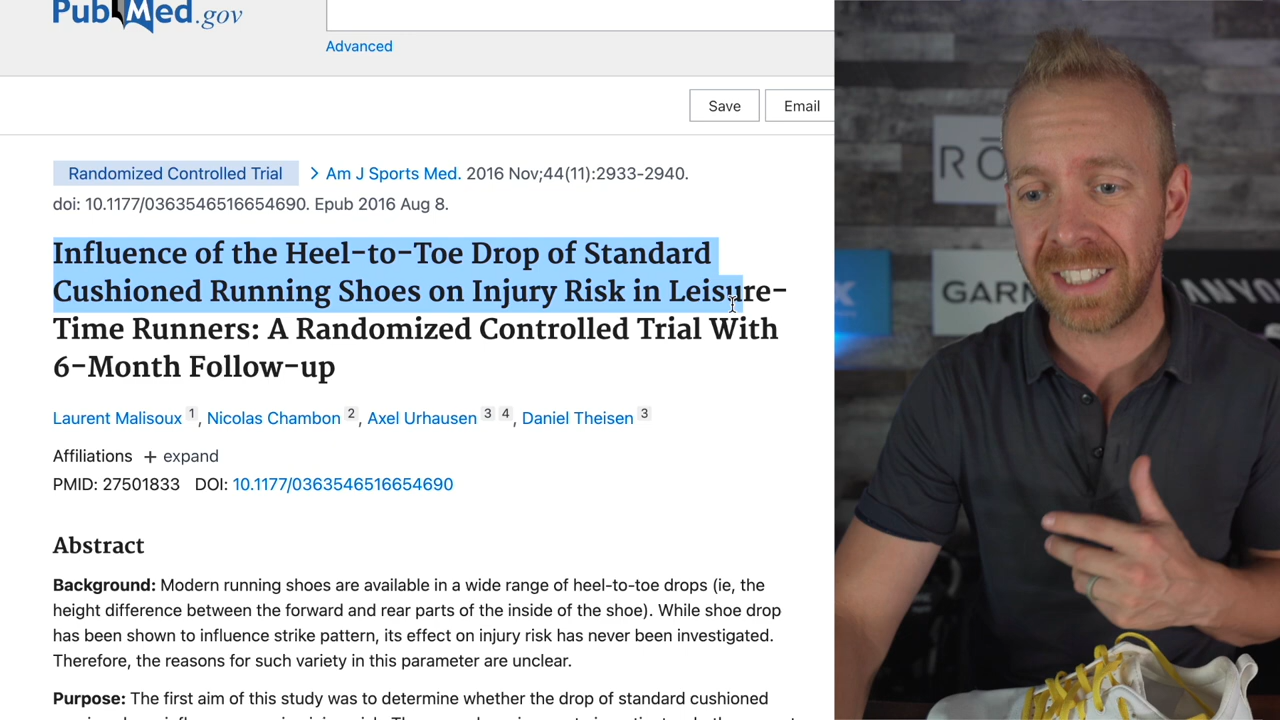 PubMed.gov
Advanced
Save Email
Randomized Controlled Trial > Am J Sports Med. 2016 Nov;44(11):2933-2940.
doi: 10.1177/0363546516654690. Epub 2016 Aug 8.
Influence of the Heel-to-Toe Drop of Standard
Cushioned Running Shoes on Injury Risk in Leisure-
Time Runners: A Randomized Controlled Trial With
6-Month Follow-up
Laurent Malisoux 1, Nicolas Chambon 2, Axel Urhausen 3 4, Daniel Theisen 3
Affiliations + expand
PMID: 27501833 DOI: 10.1177/0363546516654690
Abstract
Background: Modern running shoes are available in a wide range of heel-to-toe drops (ie, the
height difference between the forward and rear parts of the inside of the shoe). While shoe drop
has been shown to influence strike pattern, its effect on injury risk has never been investigated.
Therefore, the reasons for such variety in this parameter are unclear.
Purpose: The first aim of this study was to determine whether the drop of standard cushioned
RŌ
X
GARM
ANYON